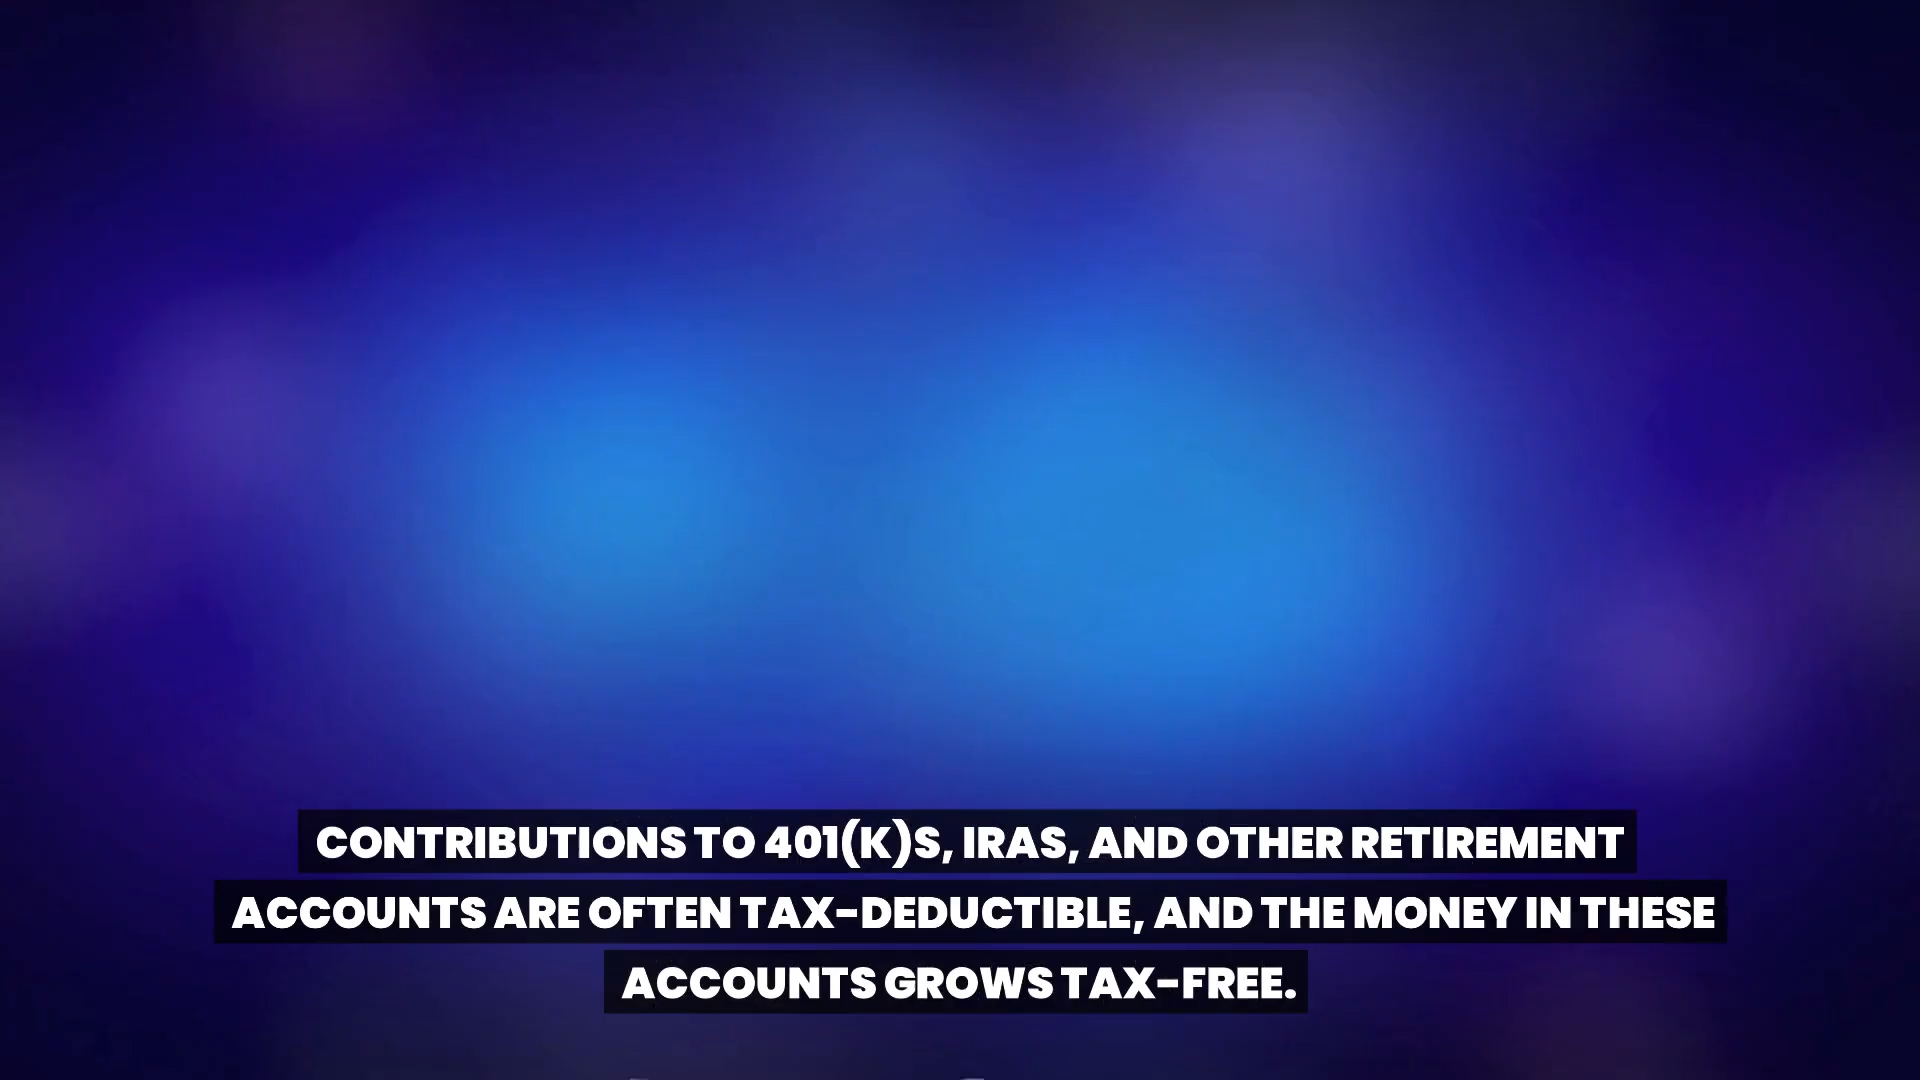 CONTRIBUTIONS TO 401(K)S, IRAS, AND OTHER RETIREMENT
ACCOUNTS ARE OFTEN TAX-DEDUCTIBLE, AND THE MONEY IN THESE
ACCOUNTS GROWS TAX-FREE.